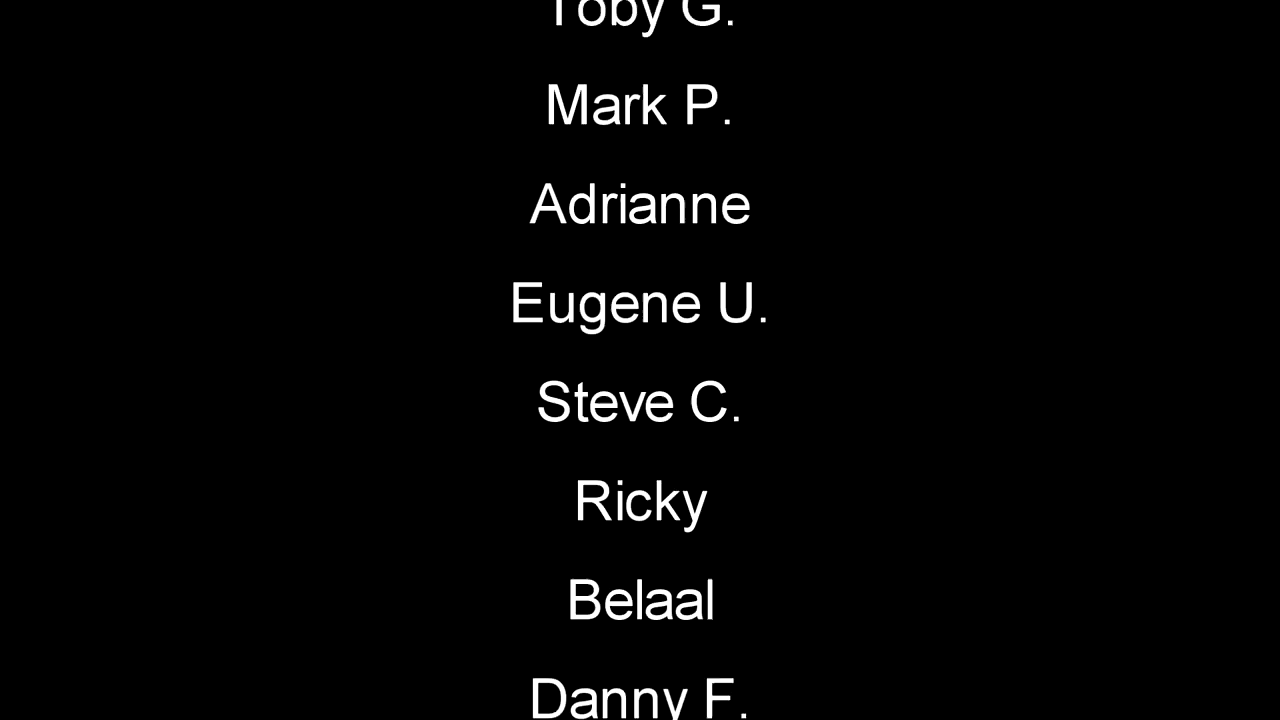 Toby G.
Mark P.
Adrianne
Eugene U.
Steve C.
Ricky
Belaal
Danny F.